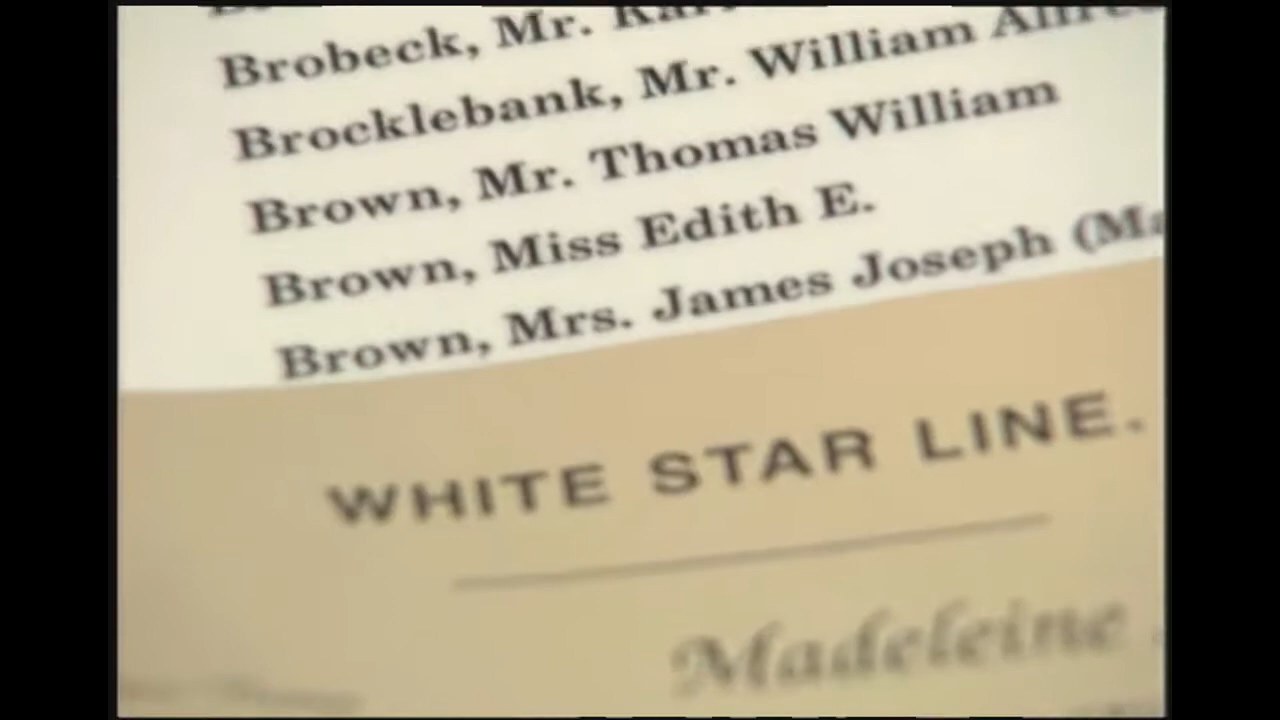 Brobeck, Mr.
Brocklebank, Mr. William
Brown, Mr. Thomas William
Brown, Miss Edith E.
Brown, Mrs. James Joseph
WHITE STAR LINE.
Madeleine